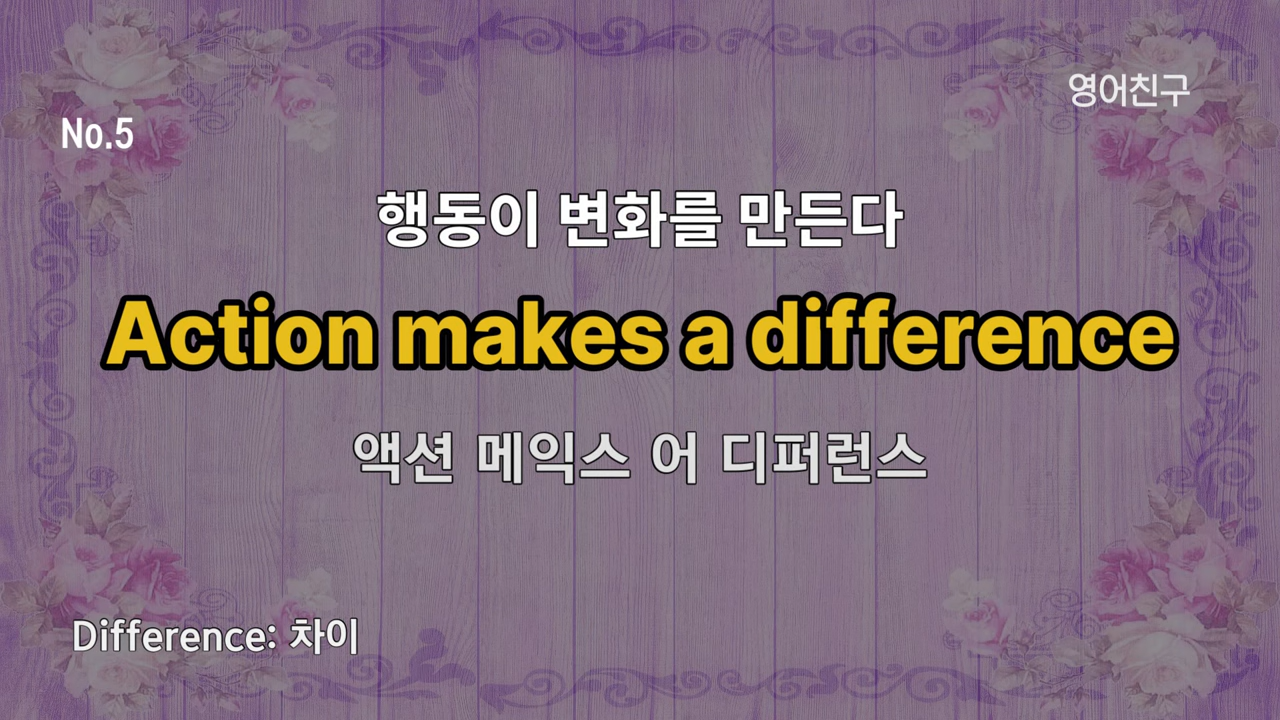 영어친구
No.5
행동이 변화를 만든다
Action makes a difference
액션 메익스 어 디퍼런스
Difference: 차이